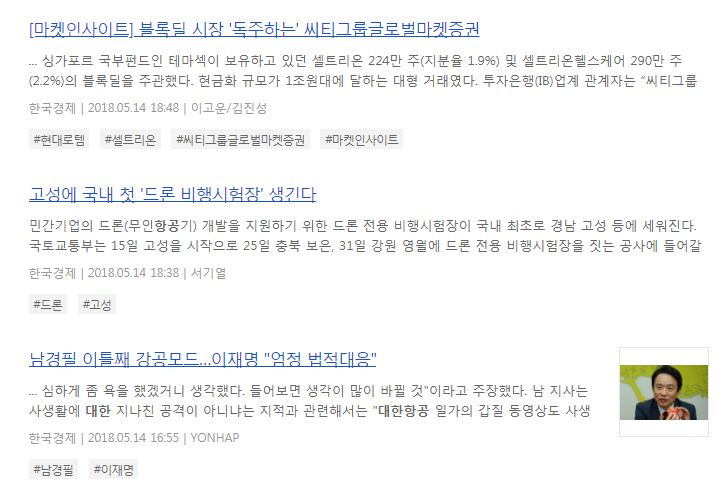 [마켓인사이트] 블록딜 시장 '독주하는' 씨티그룹글로벌마켓증권
... 싱가포르 국부펀드인 테마섹이 보유하고 있던 셀트리온 224만 주(지분율 1.9%) 및 셀트리온헬스케어 290만 주
(2.2%)의 블록딜을 주관했다. 현금화 규모가 1조원대에 달하는 대형 거래였다. 투자은행(IB)업계 관계자는 “씨티그룹
한국경제 | 2018.05.14 18:48 | 이고운/김진성
#현대로템 #셀트리온 #씨티그룹글로벌마켓증권 #마켓인사이트
고성에 국내 첫 '드론 비행시험장' 생긴다
민간기업의 드론(무인항공기) 개발을 지원하기 위한 드론 전용 비행시험장이 국내 최초로 경남 고성 등에 세워진다.
국토교통부는 15일 고성을 시작으로 25일 충북 보은, 31일 강원 영월에 드론 전용 비행시험장을 짓는 공사에 들어갈
한국경제 | 2018.05.14 18:38 | 서기열
#드론 #고성
남경필 이틀째 강공모드…이재명 "엄정 법적대응"
... 심하게 좀 욕을 했겠거니 생각했다. 들어보면 생각이 많이 바뀔 것"이라고 주장했다. 남 지사는
사생활에 대한 지나친 공격이 아니냐는 지적과 관련해서는 "대한항공 일가의 갑질 동영상도 사생
한국경제 | 2018.05.14 16:55 | YONHAP
#남경필 #이재명